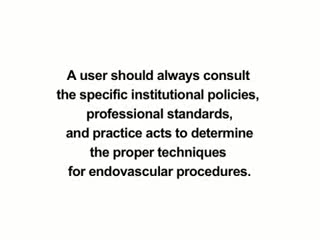 A user should always consult
the specific institutional policies,
professional standards,
and practice acts to determine
the proper techniques
for endovascular procedures.